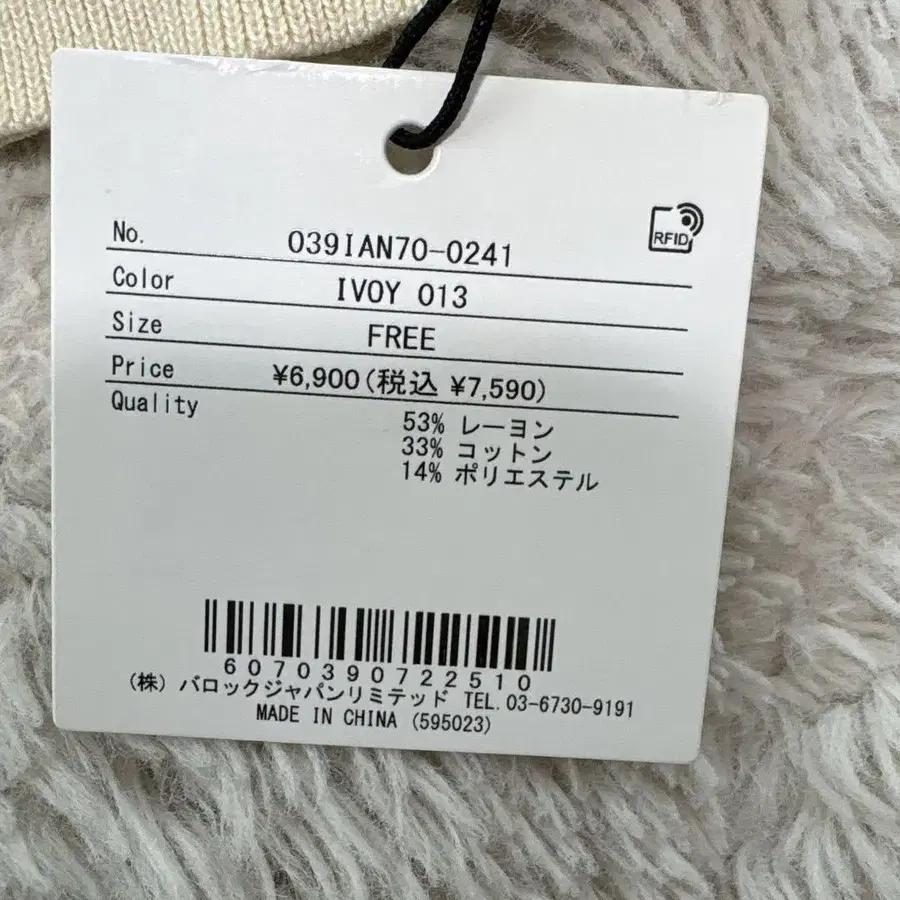 RFID
No. 039IAN70-0241
Color IVOY 013
Size FREE
Price ¥6,900(税込 ¥7,590)
Quality
53% レーヨン
33% コットン
14% ポリエステル
6070390722510
(株) バロックジャパンリミテッド TEL.03-6730-9191
MADE IN CHINA (595023)